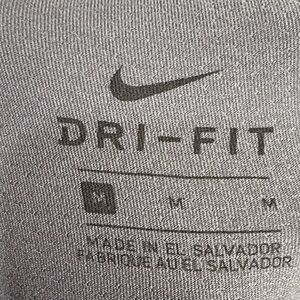 DRI-FIT
M M M
MADE IN EL SALVADOR
FABRIQUE AU EL SALVADOR